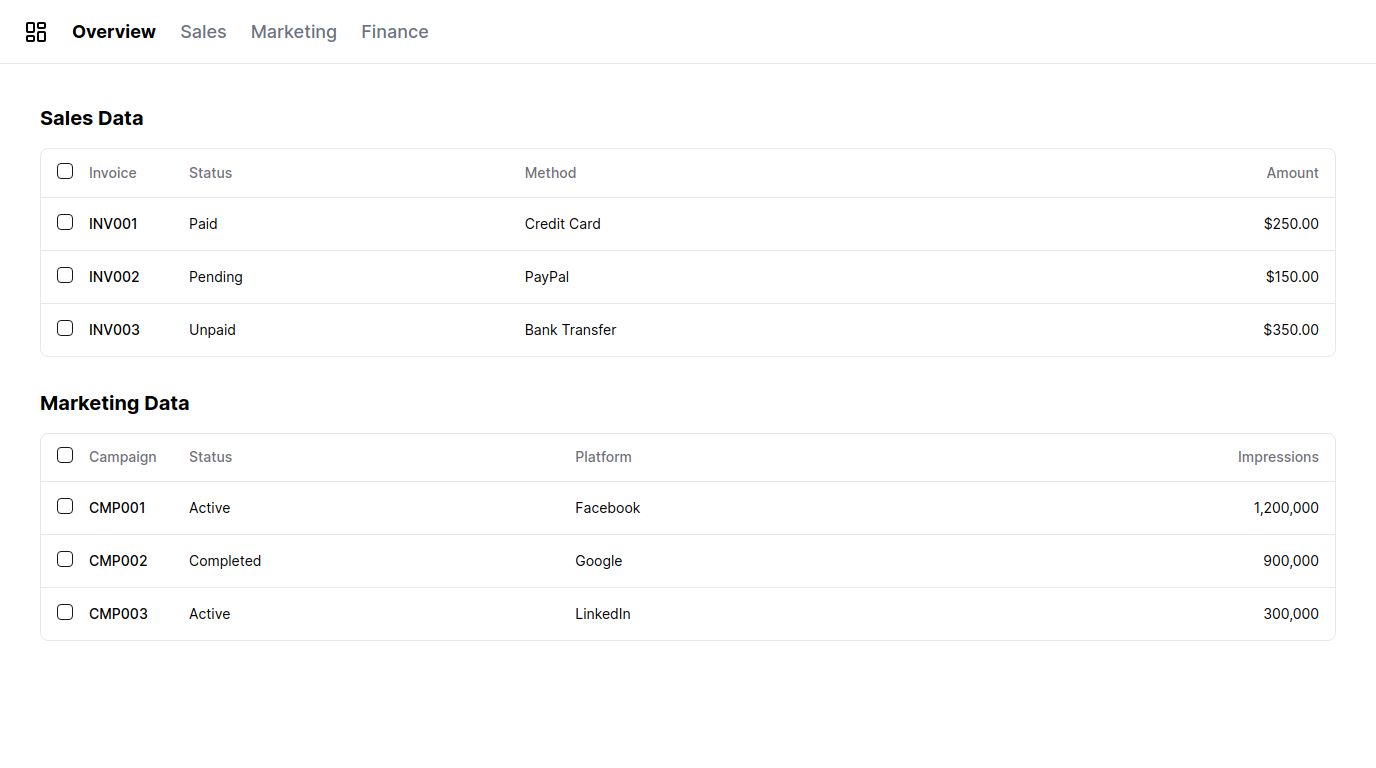 Overview Sales Marketing Finance
Sales Data
Invoice Status Method Amount
INV001 Paid Credit Card $250.00
INV002 Pending PayPal $150.00
INV003 Unpaid Bank Transfer $350.00
Marketing Data
Campaign Status Platform Impressions
CMP001 Active Facebook 1,200,000
CMP002 Completed Google 900,000
CMP003 Active LinkedIn 300,000